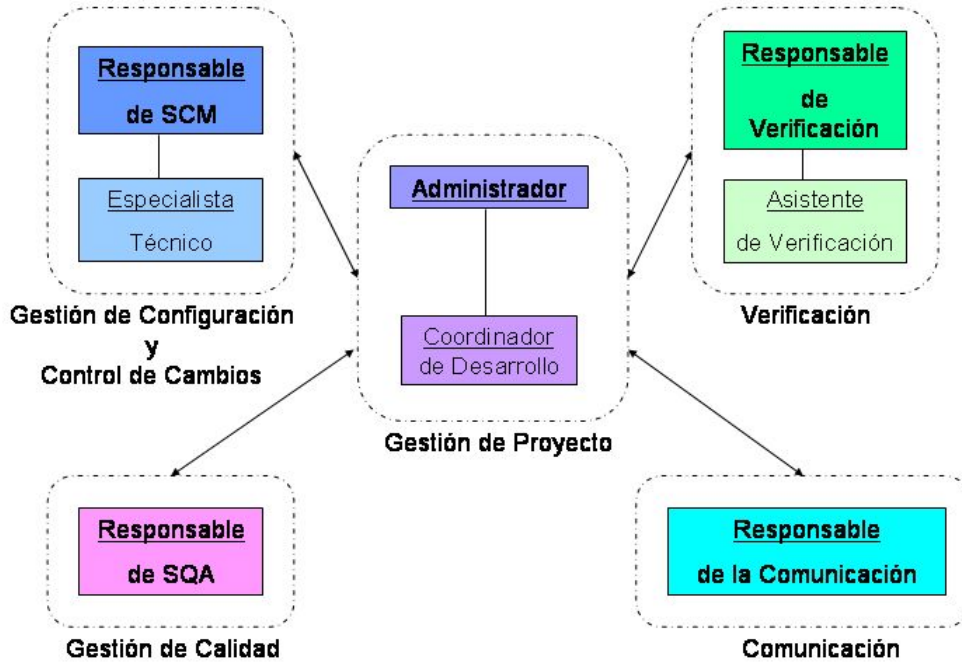 Responsable
de SCM
Especialista
Técnico
Gestión de Configuración
y
Control de Cambios
Responsable
de
Verificación
Asistente
de Verificación
Verificación
Administrador
Coordinador
de Desarrollo
Gestión de Proyecto
Responsable
de SQA
Gestión de Calidad
Responsable
de la Comunicación
Comunicación